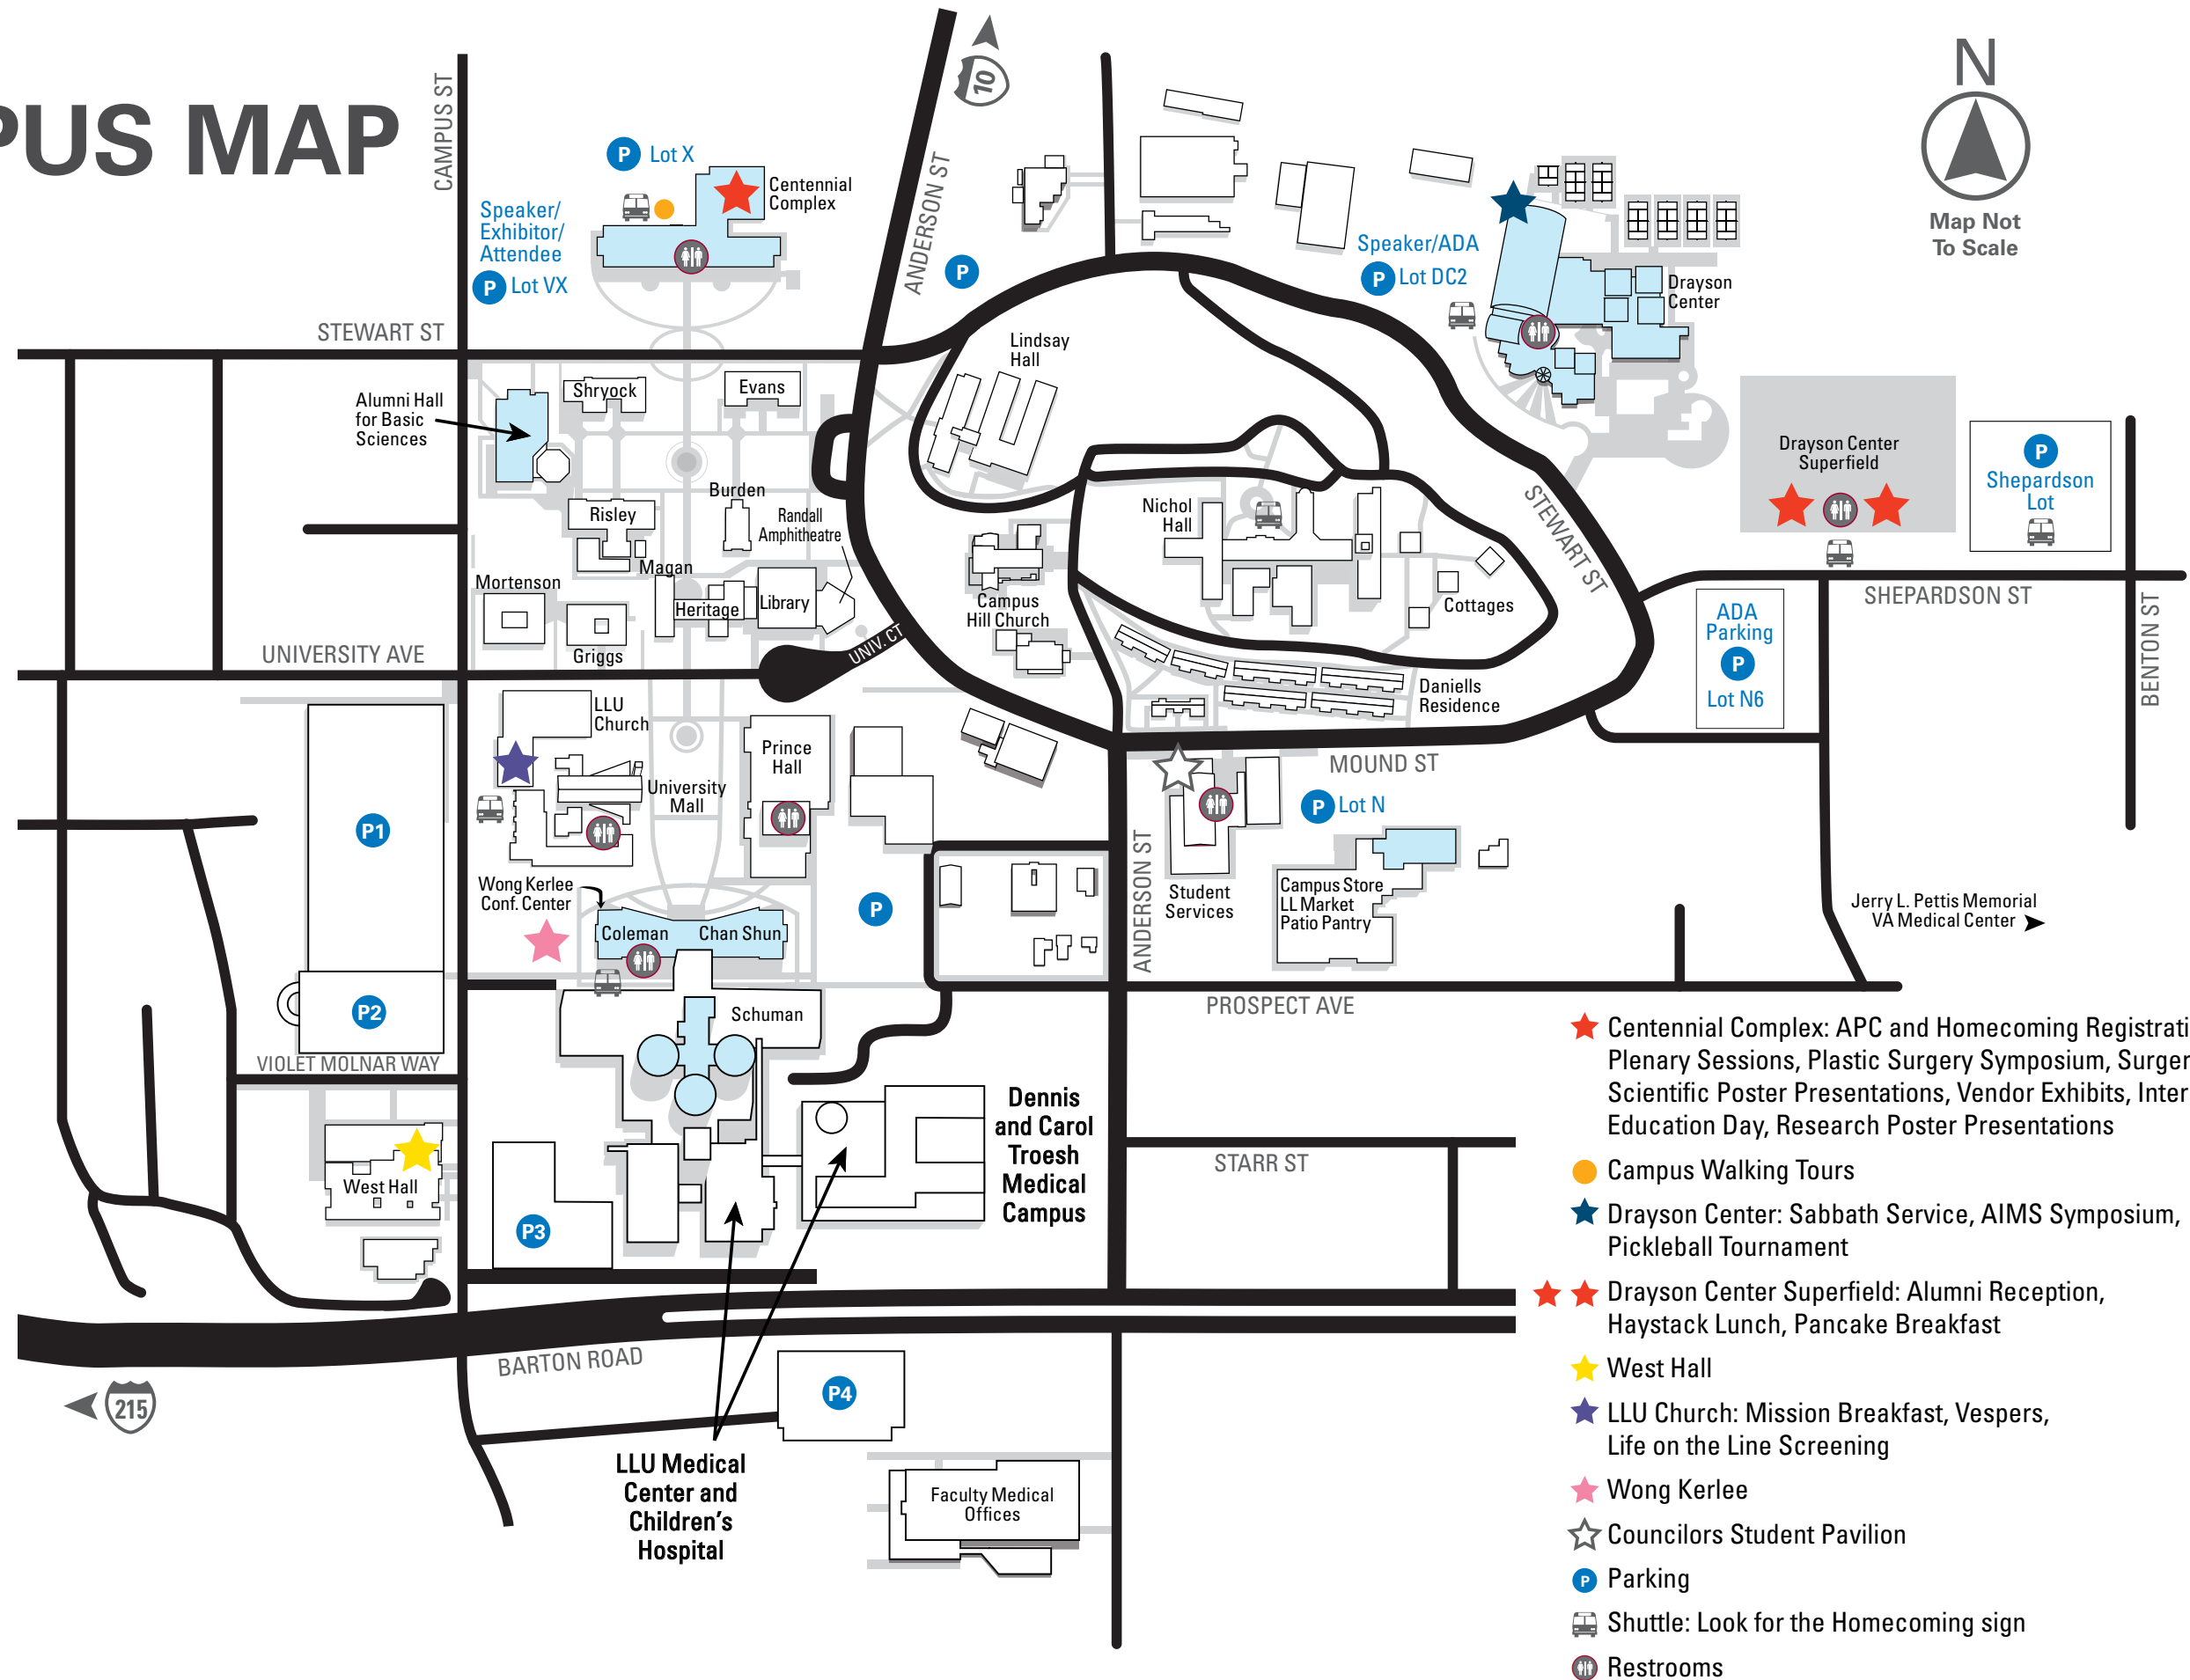 PUS MAP
CAMPUS ST
10
N
Map Not
To Scale
P Lot X
Centennial
Complex
Speaker/
Exhibitor/
Attendee
P Lot VX
ANDERSON ST
P
Speaker/ADA
P Lot DC2
Drayson
Center
STEWART ST
Lindsay
Hall
Alumni Hall
for Basic
Sciences
Shryock
Evans
Drayson Center
Superfield
P
Shepardson
Lot
Burden
Risley
Randall
Amphitheatre
Nichol
Hall
STEWART ST
Magan
Mortenson
Heritage
Library
Griggs
Campus
Hill Church
Cottages
SHEPARDSON ST
ADA
Parking
P
Lot N6
BENTON ST
UNIVERSITY AVE
UNIV. CT
Daniells
Residence
LLU
Church
Prince
Hall
University
Mall
MOUND ST
P Lot N
P1
Wong Kerlee
Conf. Center
Coleman
Chan Shun
P
ANDERSON ST
Student
Services
Campus Store
LL Market
Patio Pantry
Jerry L. Pettis Memorial
VA Medical Center
P2
Schuman
PROSPECT AVE
VIOLET MOLNAR WAY
Dennis
and Carol
Troesh
Medical
Campus
STARR ST
West Hall
P3
BARTON ROAD
215
P4
LLU Medical
Center and
Children's
Hospital
Faculty Medical
Offices
Centennial Complex: APC and Homecoming Registrati
Plenary Sessions, Plastic Surgery Symposium, Surger
Scientific Poster Presentations, Vendor Exhibits, Inter
Education Day, Research Poster Presentations
Campus Walking Tours
Drayson Center: Sabbath Service, AIMS Symposium,
Pickleball Tournament
Drayson Center Superfield: Alumni Reception,
Haystack Lunch, Pancake Breakfast
West Hall
LLU Church: Mission Breakfast, Vespers,
Life on the Line Screening
Wong Kerlee
Councilors Student Pavilion
P Parking
Shuttle: Look for the Homecoming sign
Restrooms